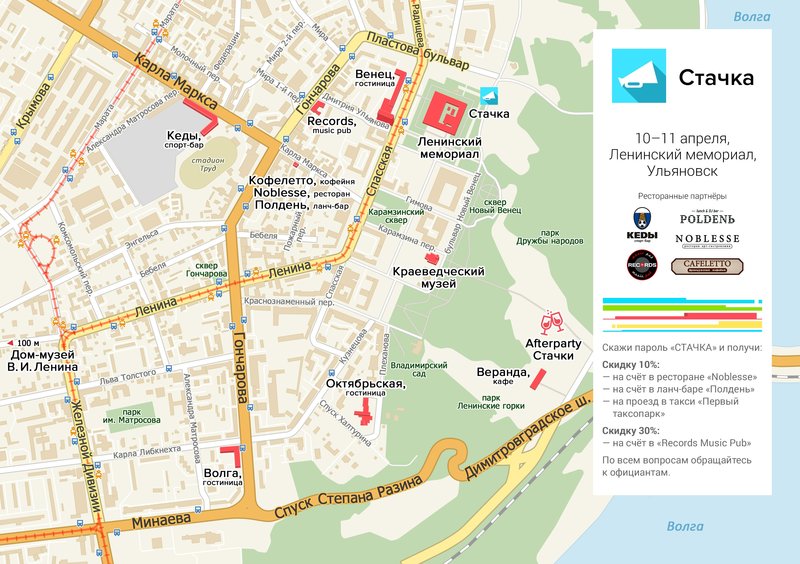 Волга
Радищева
Марата
Пластова бульвар
Мира 2-й пер.
Мира
Федерации
Молочный пер.
Карла Маркса
Гончарова
Мира 1-й пер.
Венец,
гостиница
Крымова
Марата
Александра Матросова пер.
Дмитрия Ульянова
Стачка
Records,
music pub
Кеды,
спорт-бар
Ленинский
мемориал
стадион
Труд
Карла Маркса
Спасская
Кофелетто, кофейня
Noblesse, ресторан
Полдень, ланч-бар
Гимова
бульвар Новый Венец
сквер
Новый Венец
Карамзинский
сквер
Пожарный пер.
Комсомольский пер.
Энгельса
Бебеля
Карамзина пер.
парк
Дружбы народов
Бебеля
сквер
Гончарова
Ленина
Спасская
Краеведческий
музей
Ленина
Краснознаменный пер.
100 м
Дом-музей
В. И. Ленина
Гончарова
Кузнецова
Плеханова
Afterparty
Стачки
Льва Толстого
Владимирский
сад
Веранда,
кафе
Октябрьская,
гостиница
парк
им. Матросова
Александра Матросова
парк
Ленинские горки
Спуск Халтурина
Железной Дивизии
Карла Либкнехта
Димитровградское ш.
Волга,
гостиница
Спуск Степана Разина
Минаева
Волга
Стачка
10–11 апреля,
Ленинский мемориал,
Ульяновск
Ресторанные партнёры
КЕДЫ
спорт-бар
POLDENЬ
NOBLESSE
RECORDS
CAFELETTO
Скажи пароль «СТАЧКА» и получи:
Скидку 10%:
— на счёт в ресторане «Noblesse»
— на счёт в ланч-баре «Полдень»
— на проезд в такси «Первый
таксопарк»
Скидку 30%:
— на счёт в «Records Music Pub»
По всем вопросам обращайтесь
к официантам.